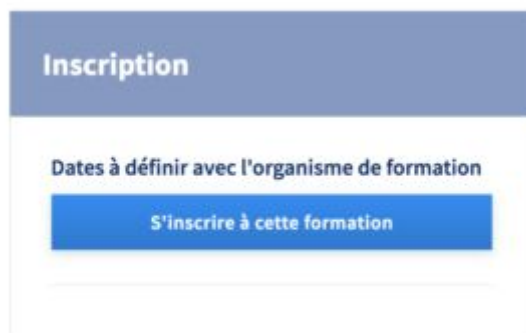 Inscription
Dates à définir avec l'organisme de formation
S'inscrire à cette formation